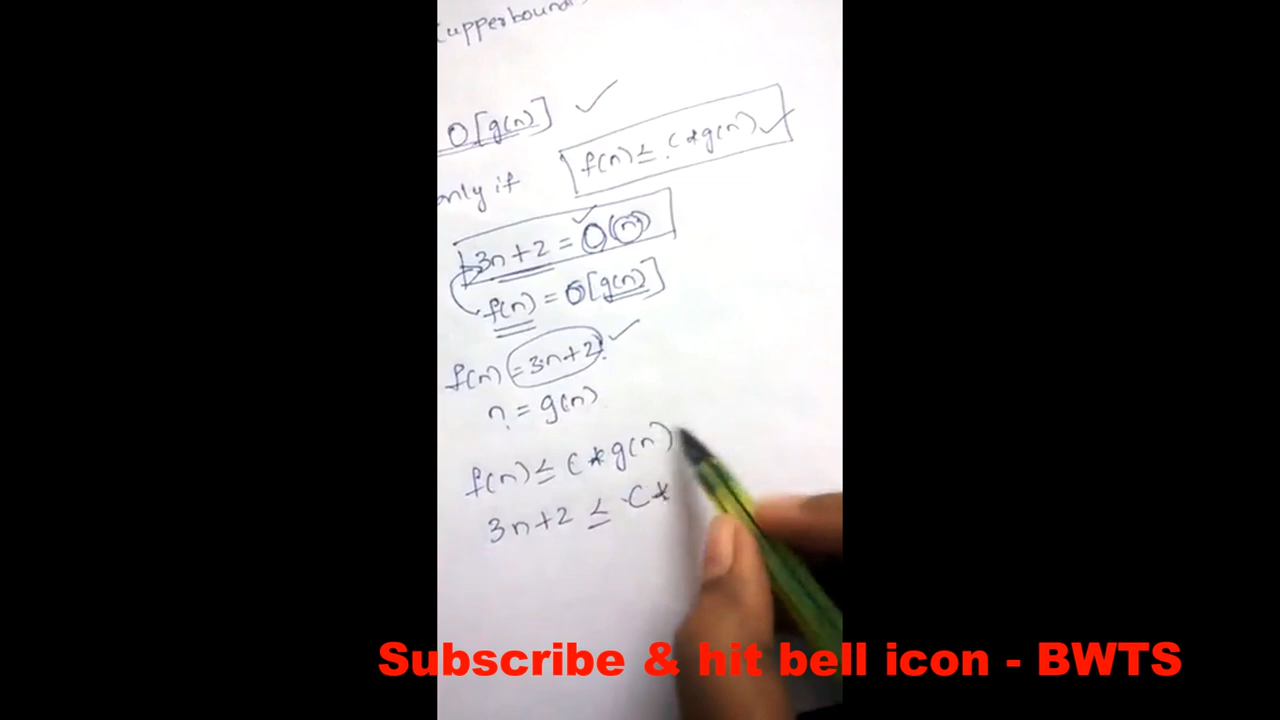 (upperbound)
O[g(n)] ✓
only if f(n) ≤ C*g(n) ✓
3n+2 = O(n)
f(n) = O[g(n)]
f(n) = 3n+2. ✓
n = g(n)
f(n) ≤ C*g(n)
3n+2 ≤ C*
Subscribe & hit bell icon - BWTS